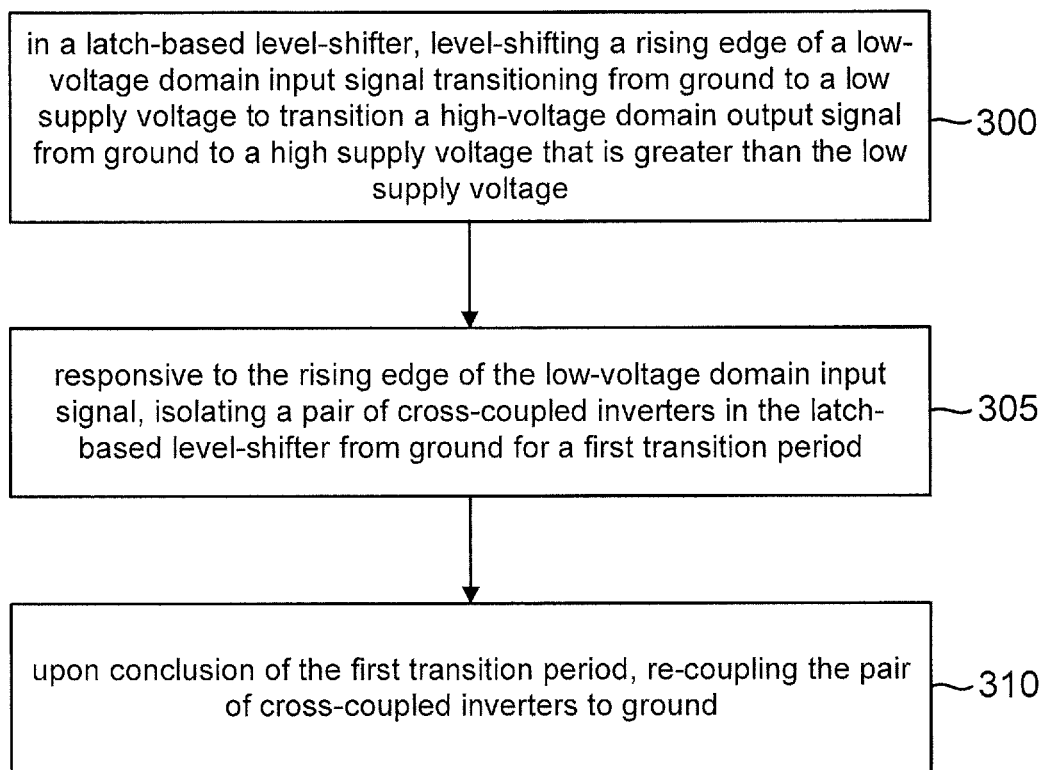 in a latch-based level-shifter, level-shifting a rising edge of a low-
voltage domain input signal transitioning from ground to a low
supply voltage to transition a high-voltage domain output signal
from ground to a high supply voltage that is greater than the low
supply voltage
300
responsive to the rising edge of the low-voltage domain input
signal, isolating a pair of cross-coupled inverters in the latch-
based level-shifter from ground for a first transition period
305
upon conclusion of the first transition period, re-coupling the pair
of cross-coupled inverters to ground
310